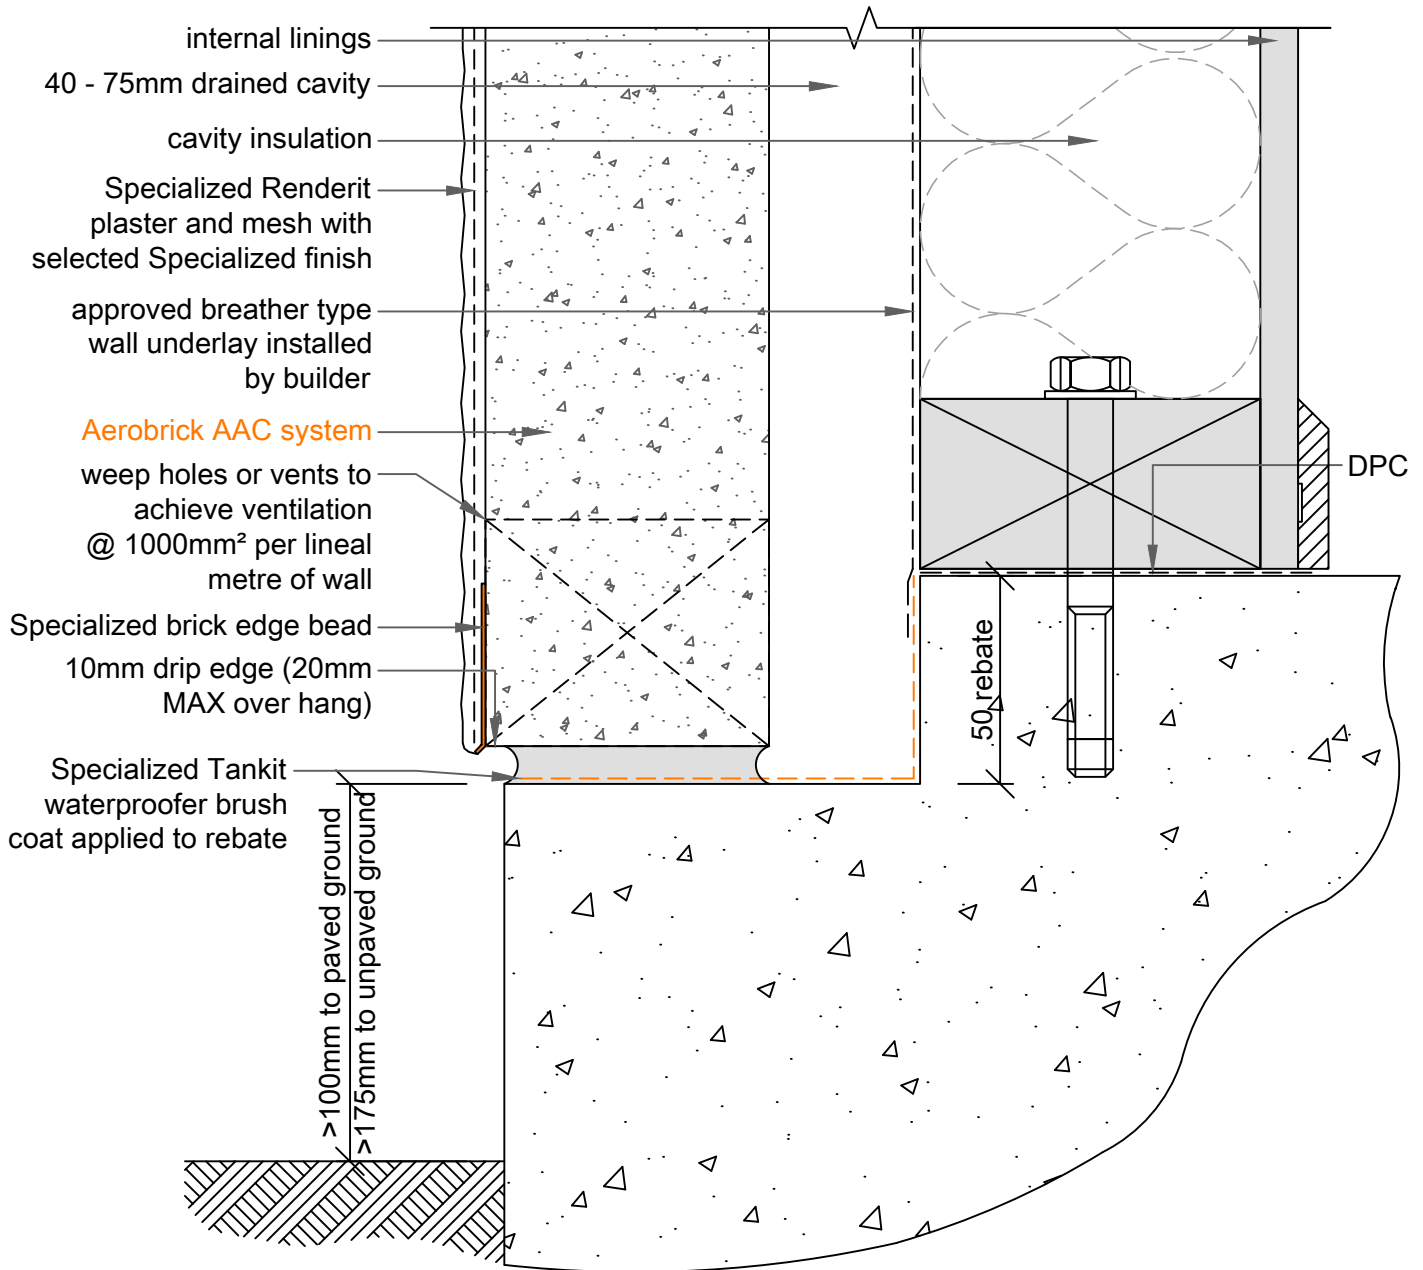 internal linings
40 - 75mm drained cavity
cavity insulation
Specialized Renderit
plaster and mesh with
selected Specialized finish
approved breather type
wall underlay installed
by builder
Aerobrick AAC system
weep holes or vents to
achieve ventilation
@ 1000mm² per lineal
metre of wall
Specialized brick edge bead
10mm drip edge (20mm
MAX over hang)
Specialized Tankit
waterproofer brush
coat applied to rebate
>100mm to paved ground
>175mm to unpaved ground
50 rebate
DPC